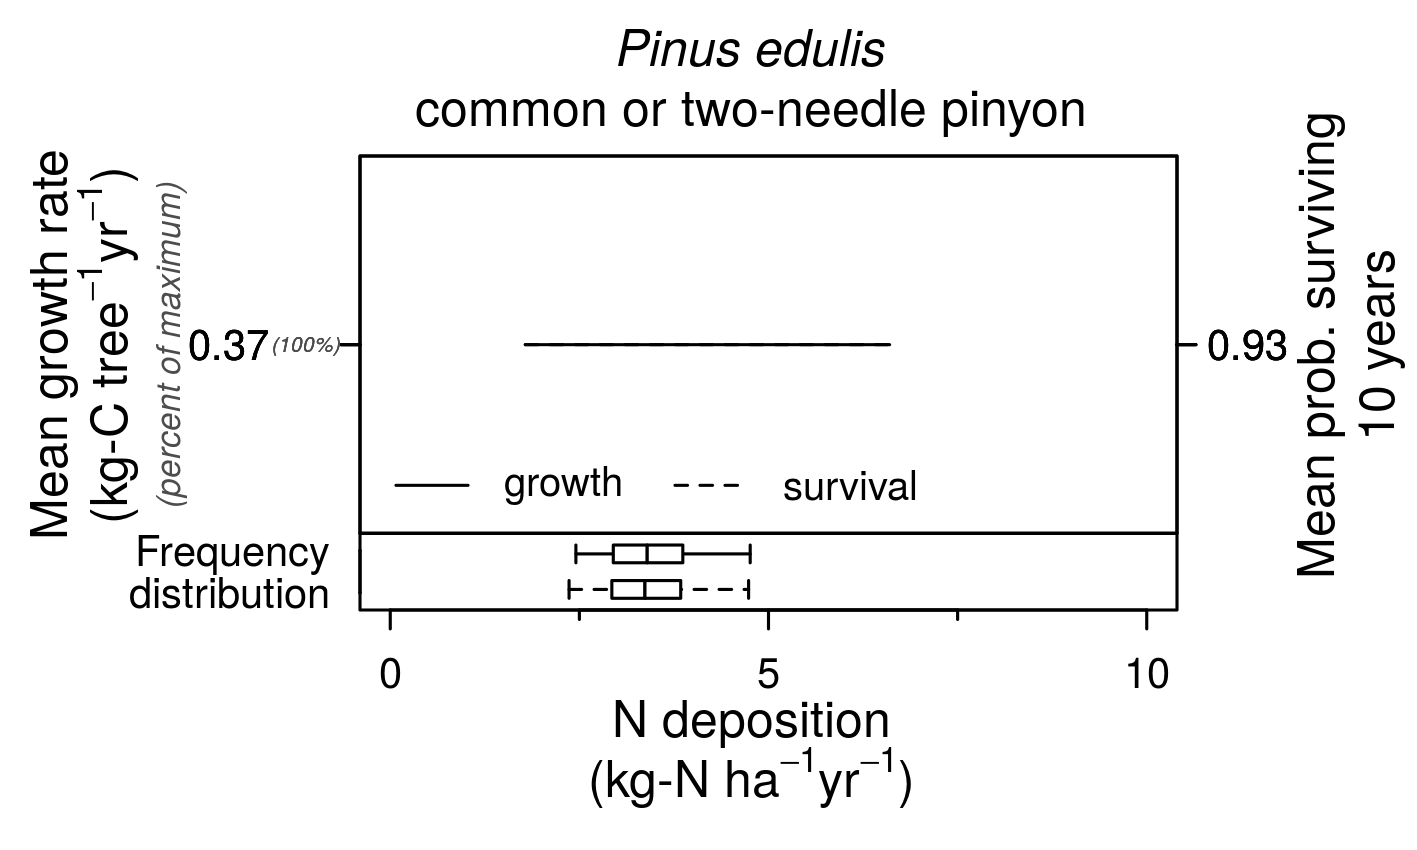 Pinus edulis
common or two-needle pinyon
Mean growth rate
(kg-C tree⁻¹yr⁻¹)
(percent of maximum)
0.37 (100%)
0.93
Mean prob. surviving
10 years
growth
survival
Frequency
distribution
0 5 10
N deposition
(kg-N ha⁻¹yr⁻¹)